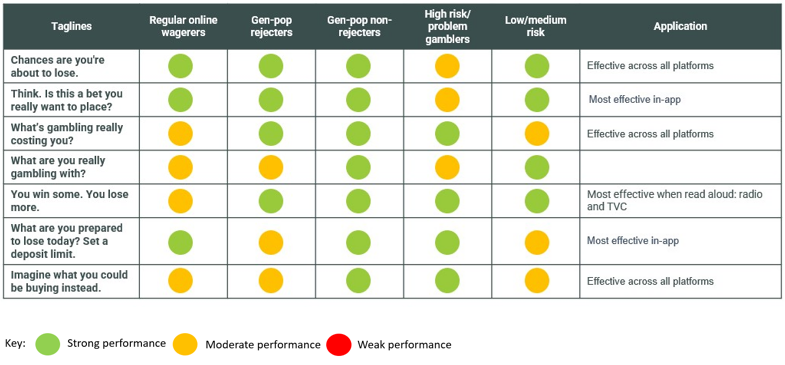 Taglines
Regular online
wagerers
Gen-pop
rejecters
Gen-pop non-
rejecters
High risk/
problem
gamblers
Low/medium
risk
Application
Chances are you're
about to lose.
Effective across all platforms
Think. Is this a bet you
really want to place?
Most effective in-app
What's gambling really
costing you?
Effective across all platforms
What are you really
gambling with?
You win some. You lose
more.
Most effective when read aloud: radio
and TVC
What are you prepared
to lose today? Set a
deposit limit.
Most effective in-app
Imagine what you could
be buying instead.
Effective across all platforms
Key:
Strong performance
Moderate performance
Weak performance